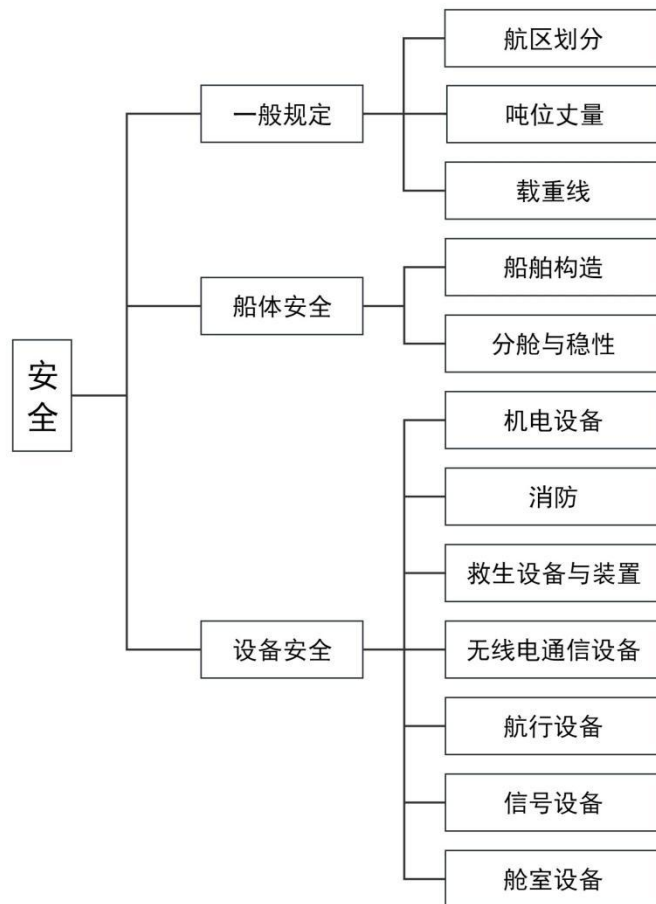 安全
一般规定
航区划分
吨位丈量
载重线
船体安全
船舶构造
分舱与稳性
设备安全
机电设备
消防
救生设备与装置
无线电通信设备
航行设备
信号设备
舱室设备